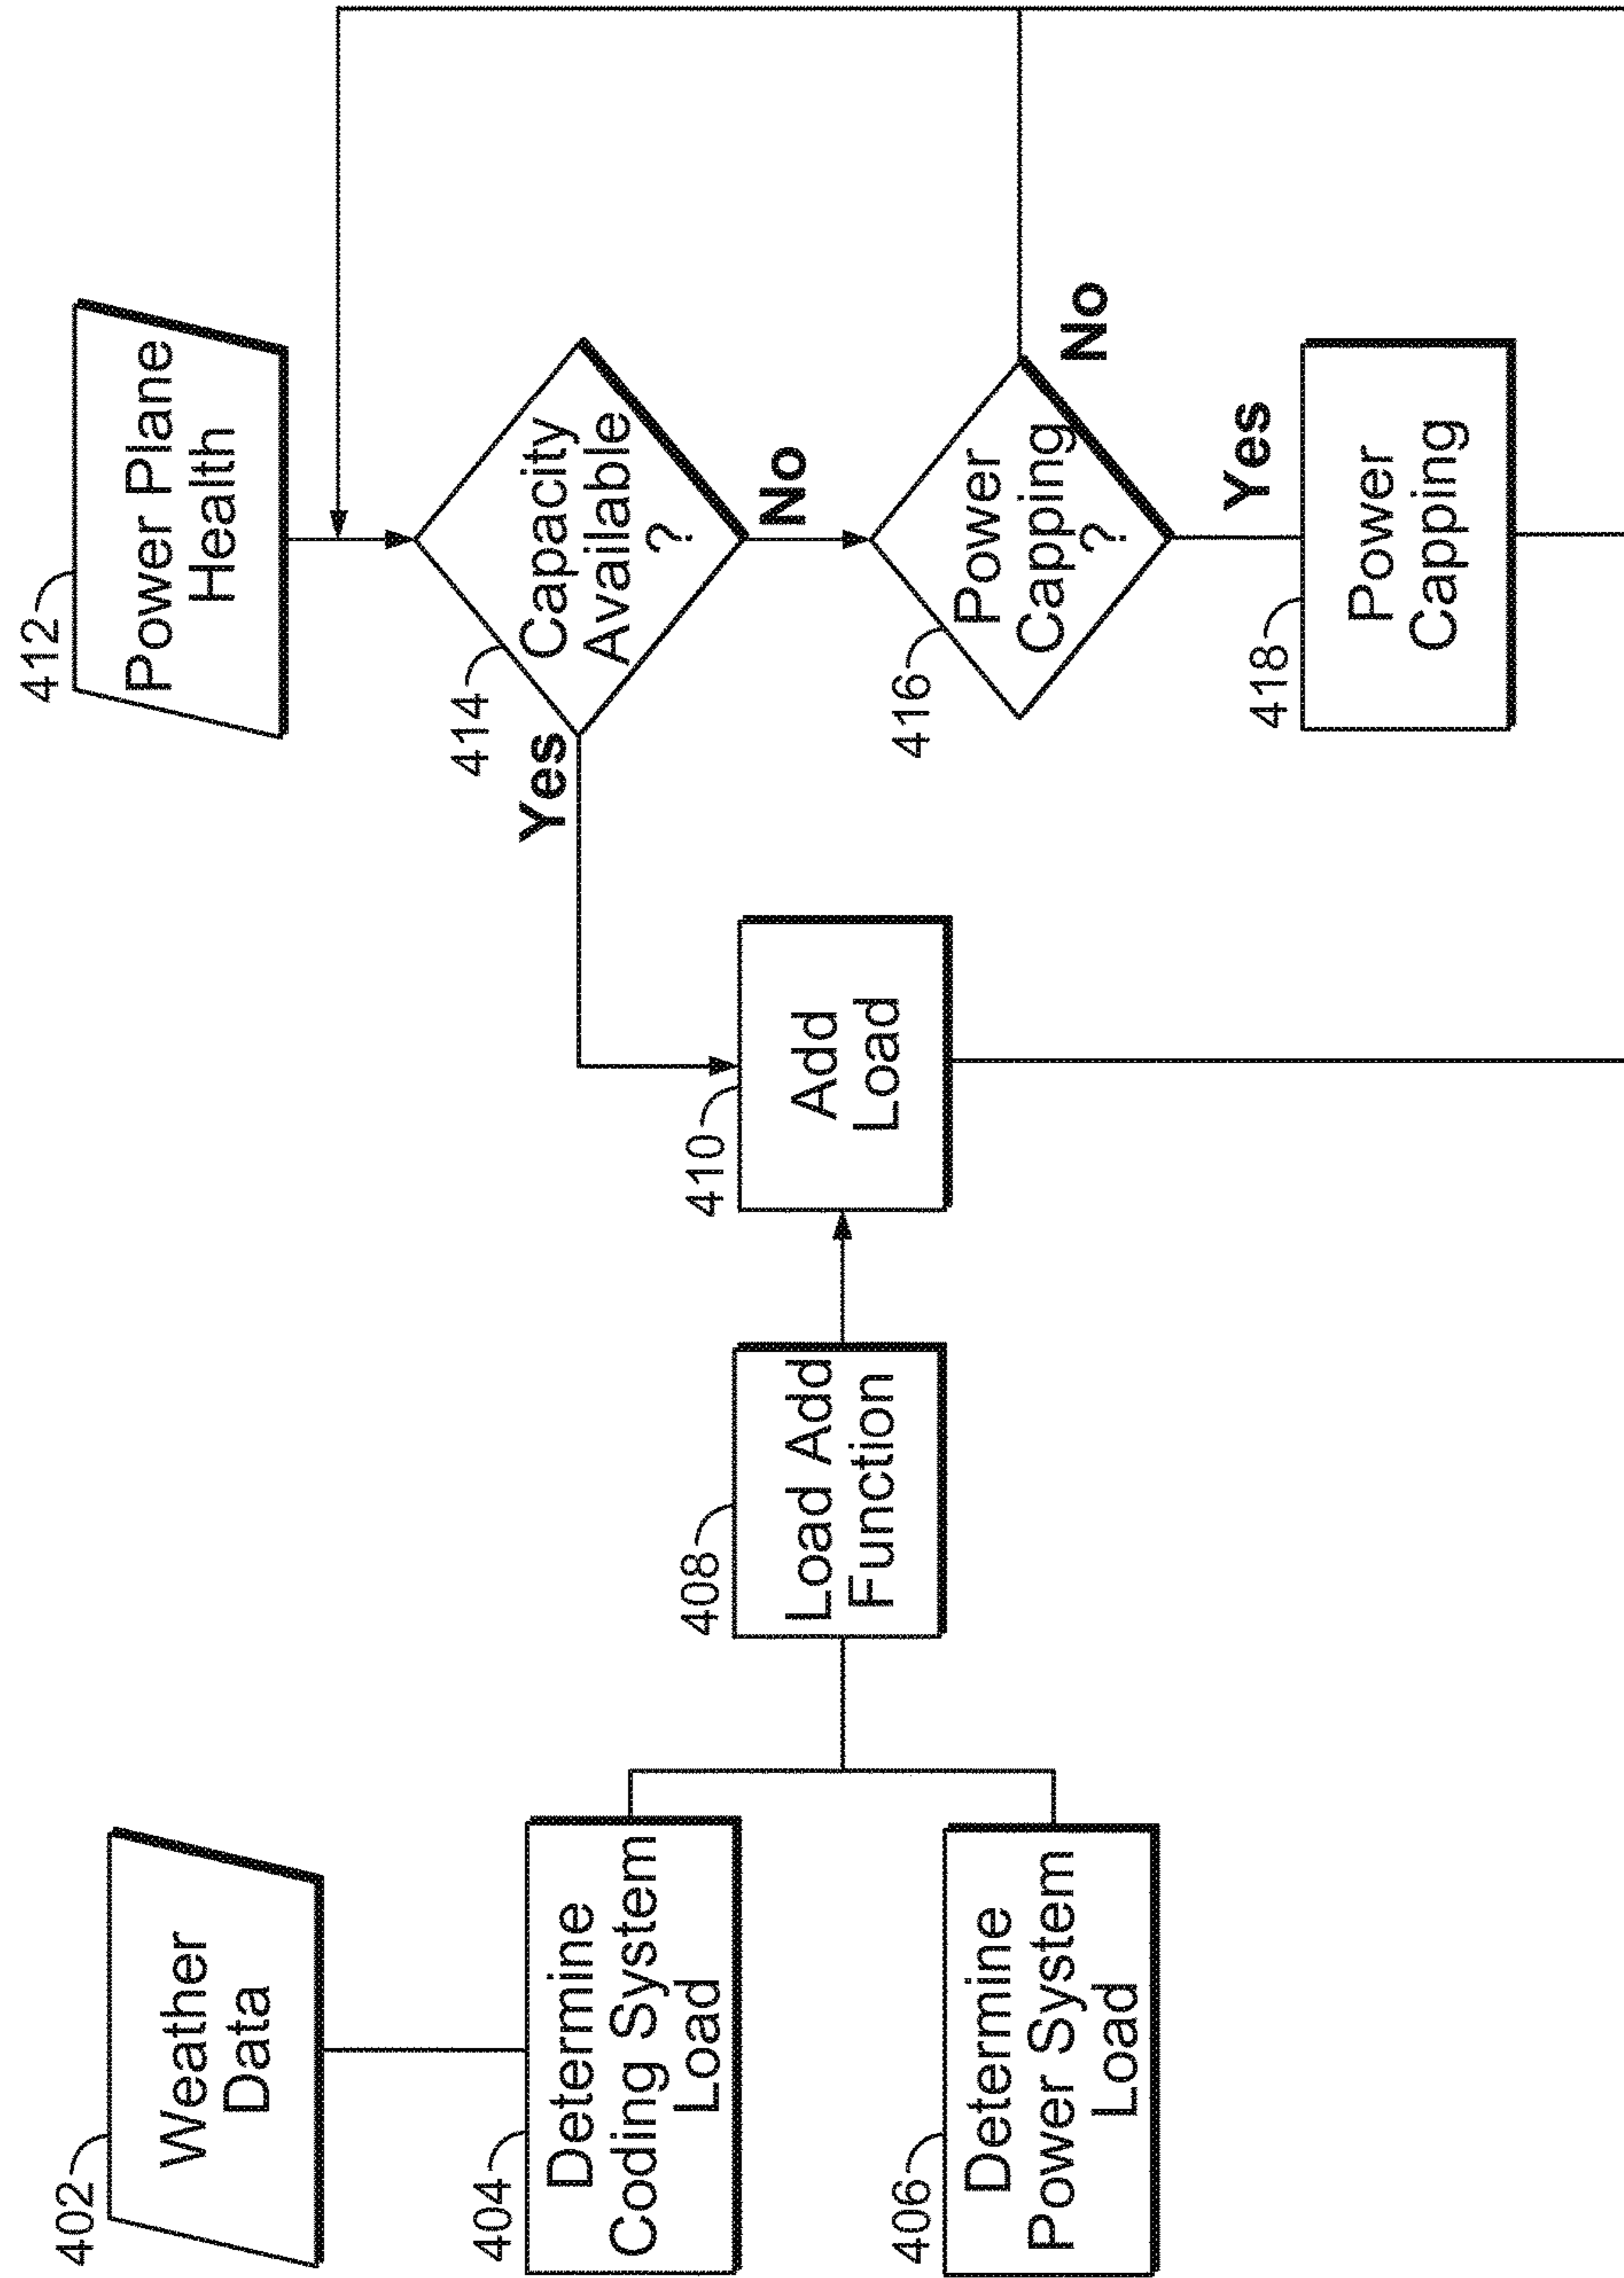 402
Weather
Data
404
Determine
Coding System
Load
406
Determine
Power System
Load
408
Load Add
Function
410
Add
Load
412
Power Plane
Health
414
Capacity
Available
?
Yes
No
416
Power
Capping
?
No
Yes
418
Power
Capping